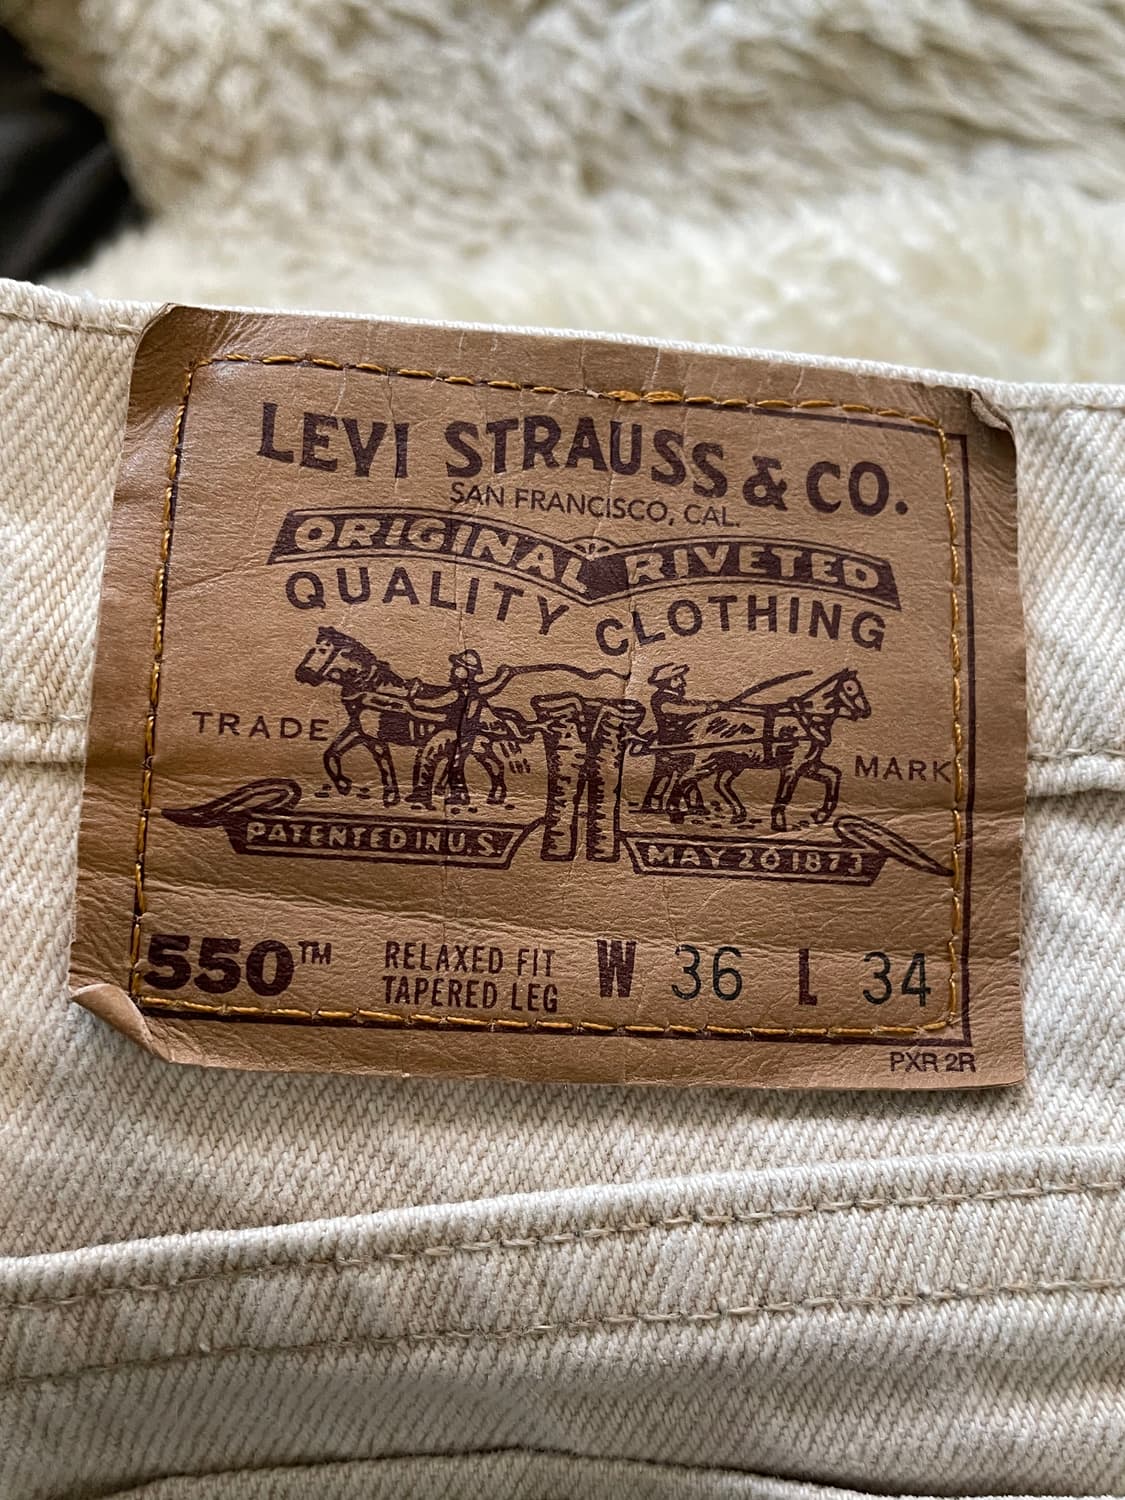 LEVI STRAUSS & CO.
SAN FRANCISCO, CAL.
ORIGINAL RIVETED
QUALITY CLOTHING
TRADE MARK
PATENTED IN U.S. MAY 20 1873
550™ RELAXED FIT W 36 L 34
TAPERED LEG
PXR 2R